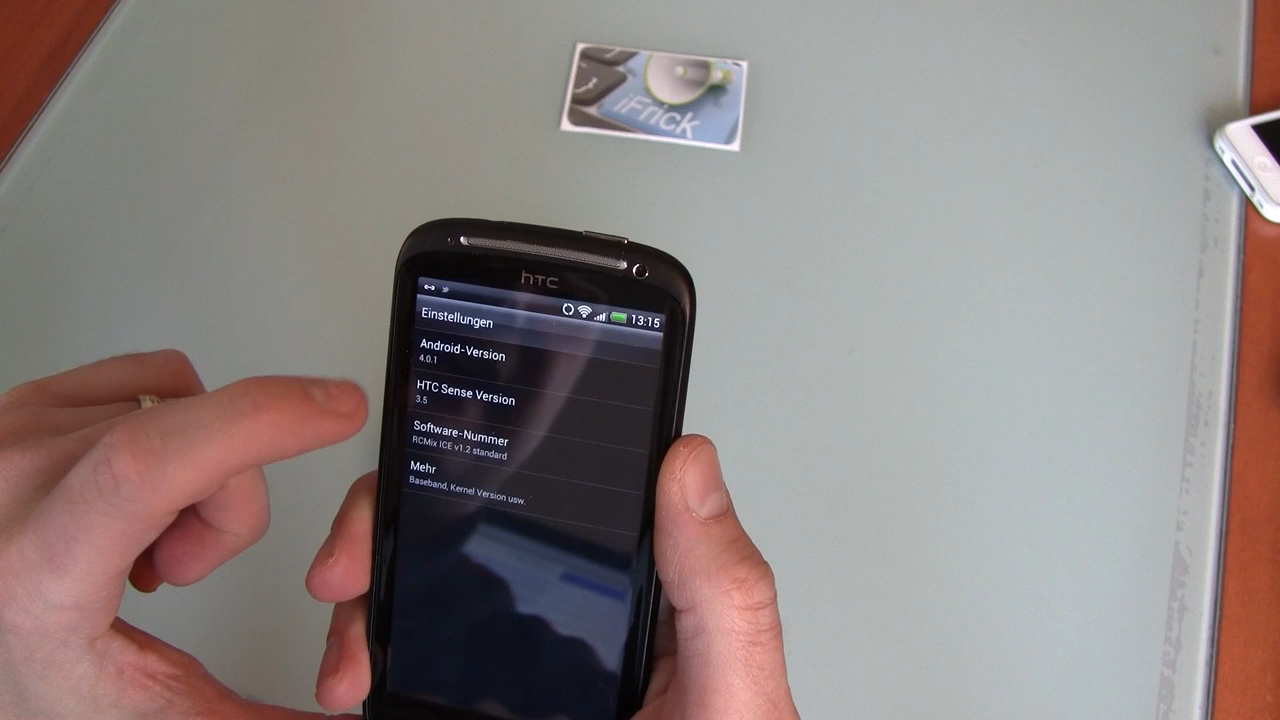 iFrick
hTC
13:15
Einstellungen
Android-Version
4.0.1
HTC Sense Version
3.5
Software-Nummer
RCMix ICE v1.2 standard
Mehr
Baseband, Kernel Version usw.